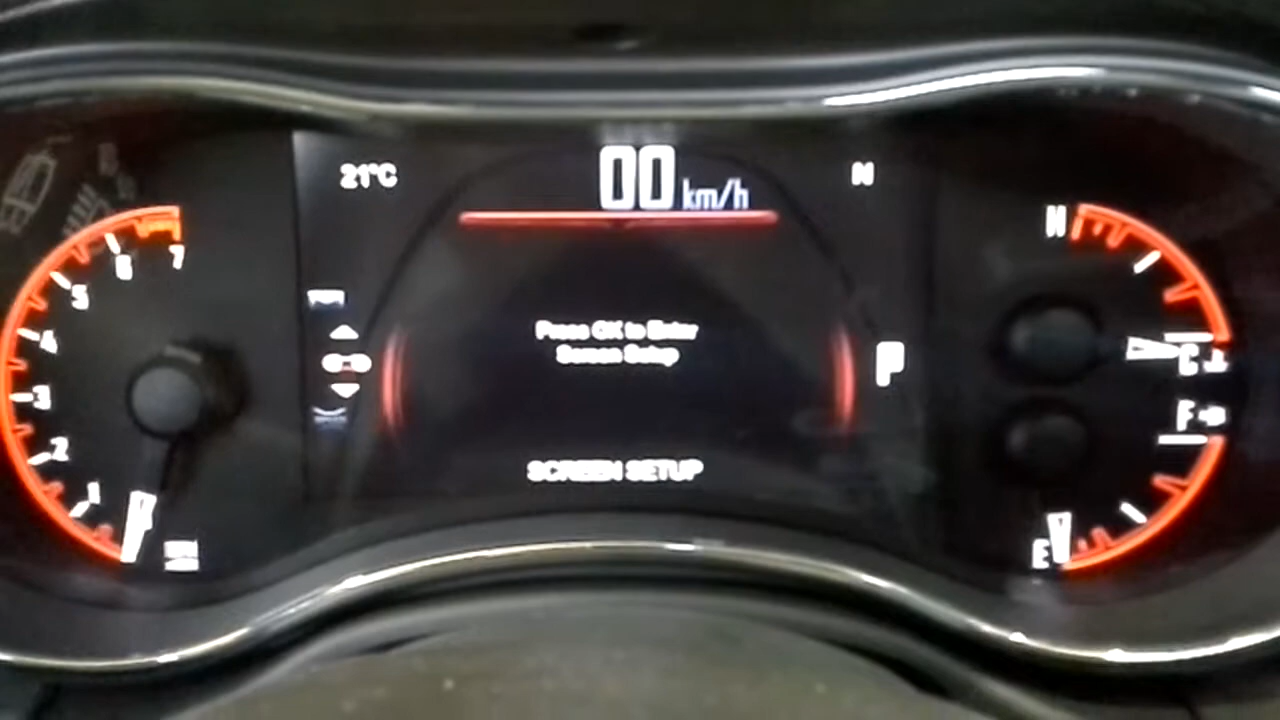 21°C
00 km/h
N
7
6
5
4
3
2
1
Press OK to Enter
Screen Setup
P
SCREEN SETUP
H
C
F
E